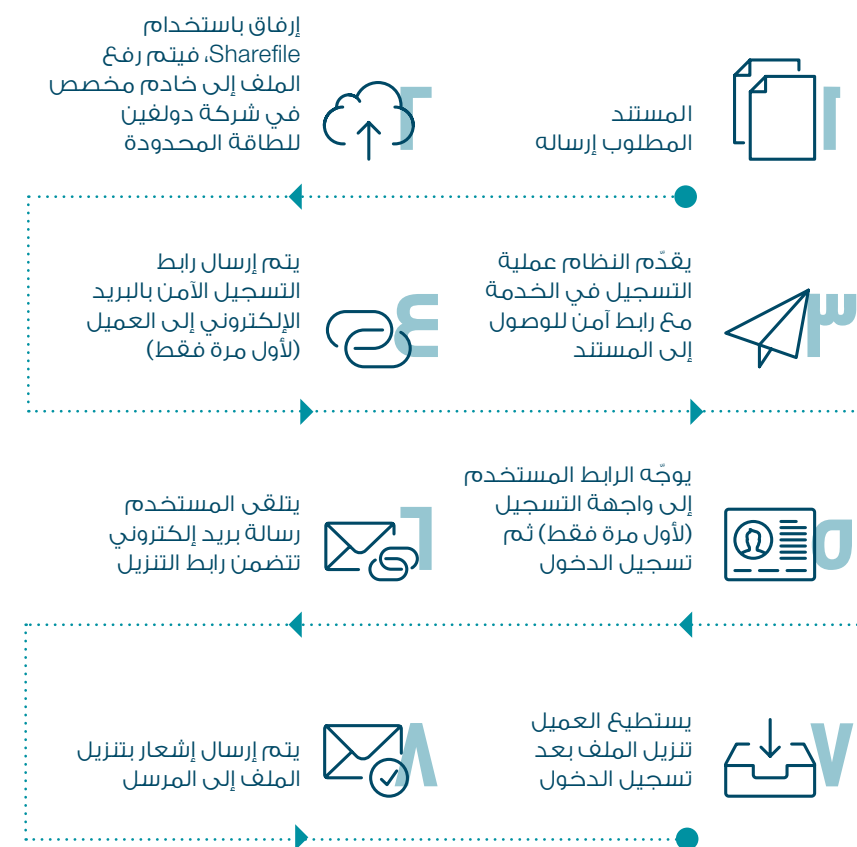 ١
المستند
المطلوب إرساله
٢
إرفاق باستخدام
Sharefile، فيتم رفع
الملف إلى خادم مخصص
في شركة دولفين
للطاقة المحدودة
٣
يقدّم النظام عملية
التسجيل في الخدمة
مع رابط آمن للوصول
إلى المستند
٤
يتم إرسال رابط
التسجيل الآمن بالبريد
الإلكتروني إلى العميل
(لأول مرة فقط)
٥
يوجّه الرابط المستخدم
إلى واجهة التسجيل
(لأول مرة فقط) ثم
تسجيل الدخول
٦
يتلقى المستخدم
رسالة بريد إلكتروني
تتضمن رابط التنزيل
٧
يستطيع العميل
تنزيل الملف بعد
تسجيل الدخول
٨
يتم إرسال إشعار بتنزيل
الملف إلى المرسل